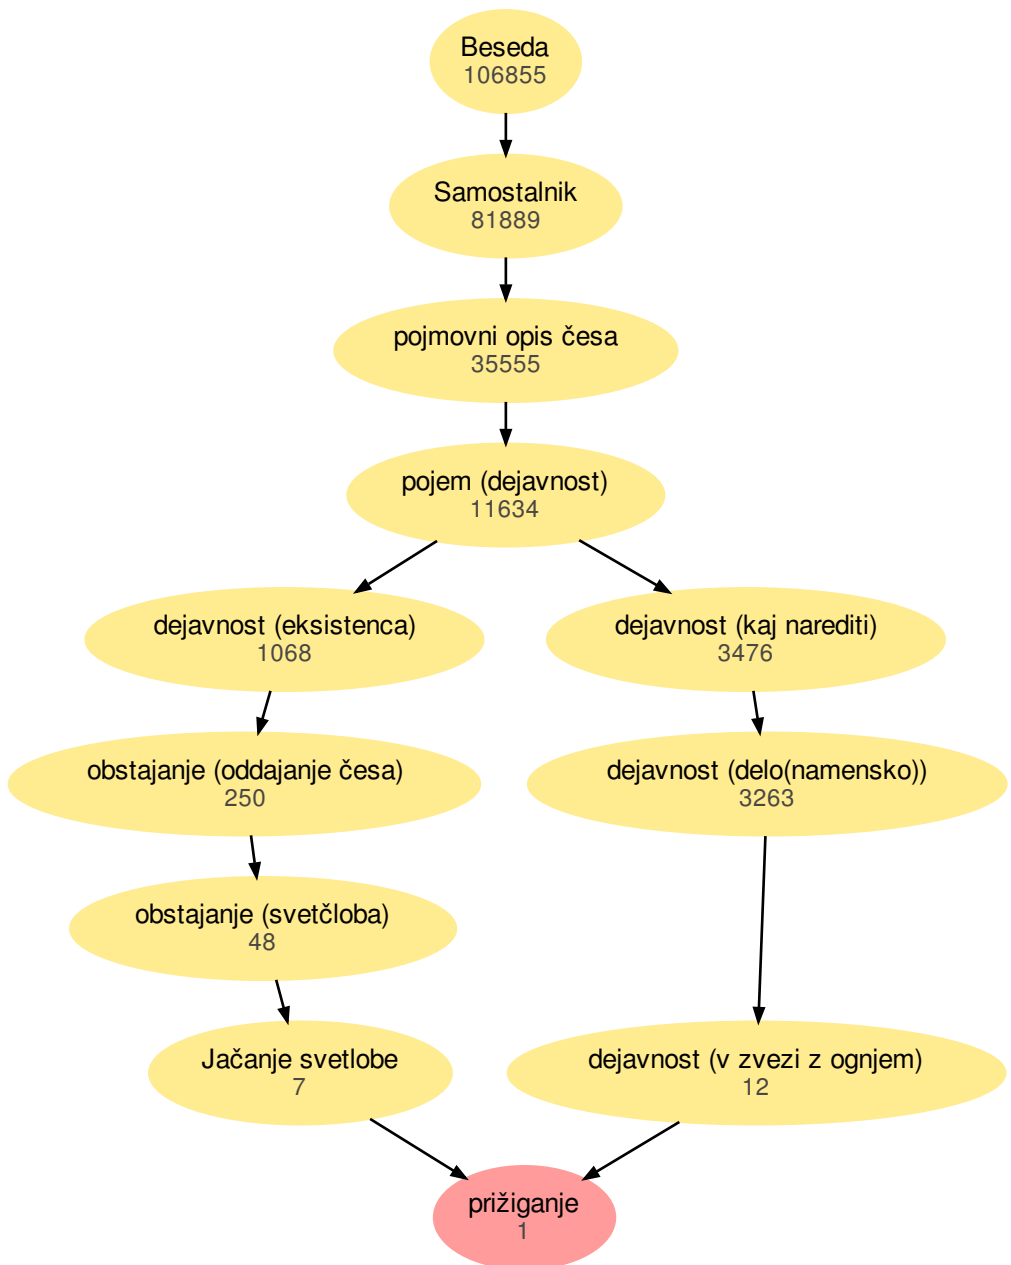 Beseda
106855
Samostalnik
81889
pojmovni opis česa
35555
pojem (dejavnost)
11634
dejavnost (eksistenca)
1068
dejavnost (kaj narediti)
3476
obstajanje (oddajanje česa)
250
dejavnost (delo(namensko))
3263
obstajanje (svetčloba)
48
Jačanje svetlobe
7
dejavnost (v zvezi z ognjem)
12
prižiganje
1